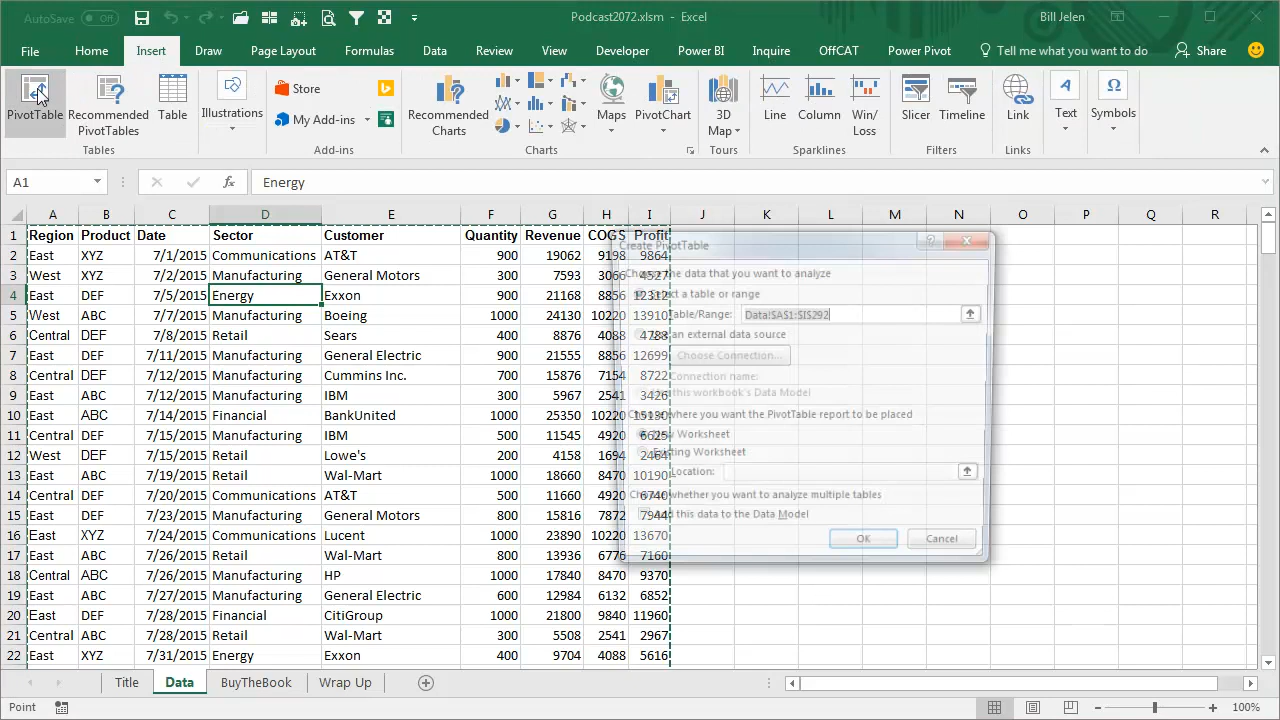 AutoSave Off Podcast2072.xlsm - Excel Bill Jelen
File Home Insert Draw Page Layout Formulas Data Review View Developer Power BI Inquire OffCAT Power Pivot Tell me what you want to do Share
PivotTable Recommended PivotTables Table Illustrations Store My Add-ins Recommended Charts Maps PivotChart 3D Map Line Column Win/Loss Slicer Timeline Link Text Symbols
Tables Add-ins Charts Tours Sparklines Filters Links
A1 fx Energy
A B C D E F G H I J K L M N O P Q R
1 Region Product Date Sector Customer Quantity Revenue COGS Profit
2 East XYZ 7/1/2015 Communications AT&T 900 19062 9198 9864
3 West XYZ 7/2/2015 Manufacturing General Motors 300 7593 3066 4527
4 East DEF 7/5/2015 Energy Exxon 900 21168 8856 12312
5 West ABC 7/7/2015 Manufacturing Boeing 1000 24130 10220 13910
6 Central DEF 7/8/2015 Retail Sears 400 8876 4088 4788
7 East DEF 7/11/2015 Manufacturing General Electric 900 21555 8856 12699
8 Central DEF 7/12/2015 Manufacturing Cummins Inc. 700 15876 7154 8722
9 East ABC 7/12/2015 Manufacturing IBM 300 5967 2541 3426
10 East ABC 7/14/2015 Financial BankUnited 1000 25350 10220 15130
11 Central DEF 7/15/2015 Manufacturing IBM 500 11545 4920 6625
12 West DEF 7/15/2015 Retail Lowe's 200 4158 1694 2464
13 East ABC 7/19/2015 Retail Wal-Mart 1000 18660 8470 10190
14 Central DEF 7/20/2015 Communications AT&T 500 11660 4920 6740
15 East DEF 7/23/2015 Manufacturing General Motors 800 15816 7872 7944
16 East XYZ 7/24/2015 Communications Lucent 1000 23890 10220 13670
17 East ABC 7/26/2015 Retail Wal-Mart 800 13936 6776 7160
18 Central ABC 7/26/2015 Manufacturing HP 1000 17840 8470 9370
19 East ABC 7/27/2015 Manufacturing General Electric 600 12984 6132 6852
20 East DEF 7/28/2015 Financial CitiGroup 1000 21800 9840 11960
21 Central ABC 7/28/2015 Retail Wal-Mart 300 5508 2541 2967
22 East XYZ 7/31/2015 Energy Exxon 400 9704 4088 5616
Create PivotTable
Choose the data that you want to analyze
Select a table or range
Table/Range: Data!$A$1:$I$292
an external data source
Choose Connection...
Connection name:
this workbook's Data Model
Choose where you want the PivotTable report to be placed
New Worksheet
Existing Worksheet
Location:
Choose whether you want to analyze multiple tables
Add this data to the Data Model
OK Cancel
Title Data BuyTheBook Wrap Up
Point 100%